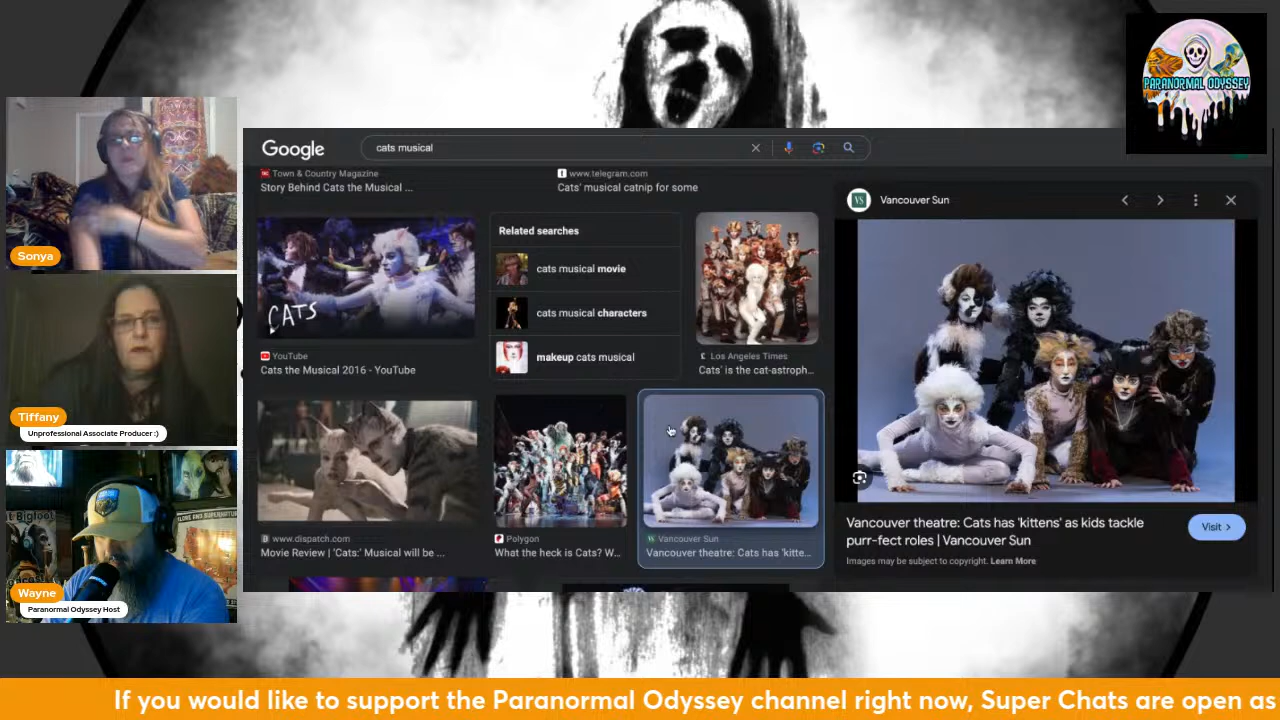 PARANORMAL ODYSSEY
Sonya
Tiffany
Unprofessional Associate Producer :)
Wayne
Paranormal Odyssey Host
Google
cats musical
Town & Country Magazine
Story Behind Cats the Musical ...
www.telegram.com
Cats' musical catnip for some
CATS
YouTube
Cats the Musical 2016 - YouTube
Related searches
cats musical movie
cats musical characters
makeup cats musical
Los Angeles Times
Cats' is the cat-astroph...
www.dispatch.com
Movie Review | 'Cats:' Musical will be ...
Polygon
What the heck is Cats? W...
Vancouver Sun
Vancouver theatre: Cats has 'kitte...
VS
Vancouver Sun
Vancouver theatre: Cats has 'kittens' as kids tackle
purr-fect roles | Vancouver Sun
Visit >
Images may be subject to copyright. Learn More
If you would like to support the Paranormal Odyssey channel right now, Super Chats are open as